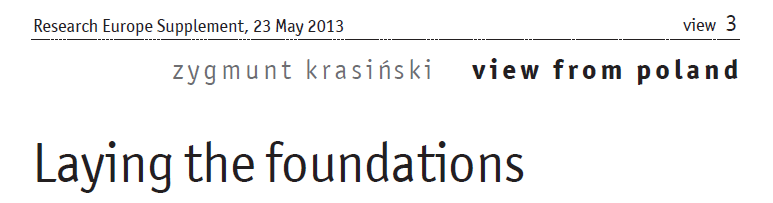 Research Europe Supplement, 23 May 2013 view 3
zygmunt krasiński view from poland
Laying the foundations